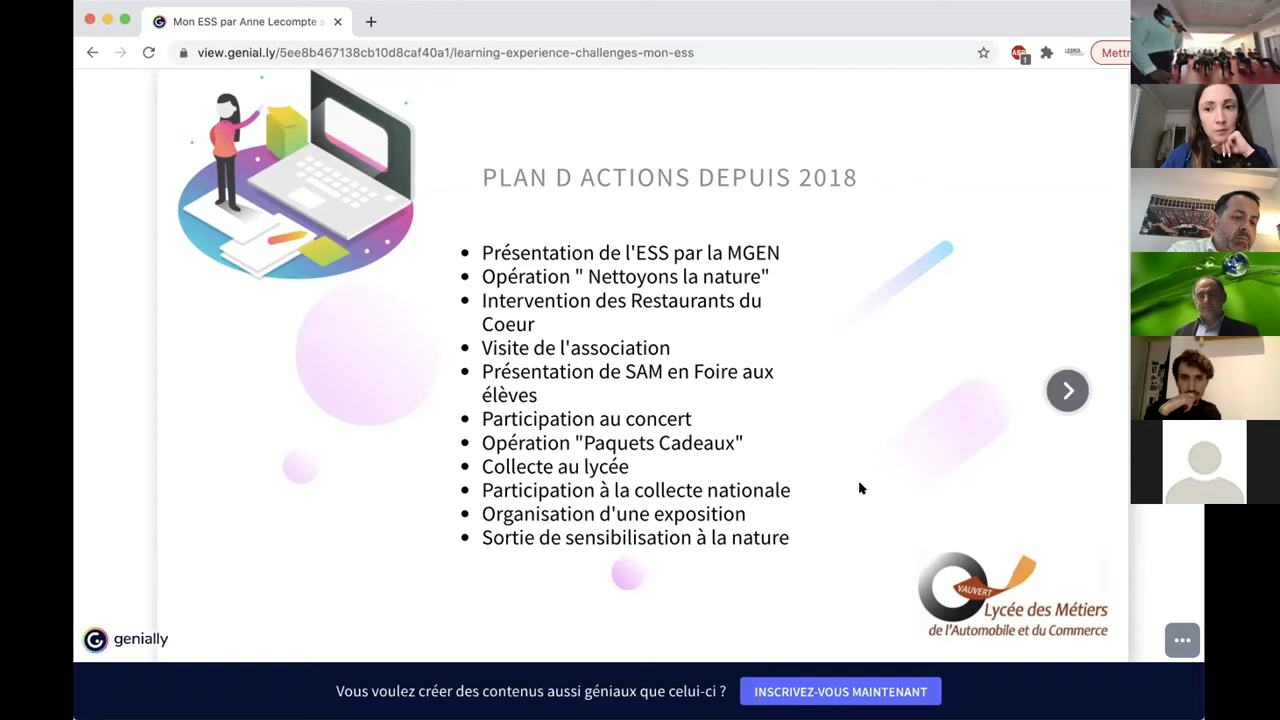 Mon ESS par Anne Lecompte s
view.genial.ly/5ee8b467138cb10d8caf40a1/learning-experience-challenges-mon-ess
ABP
1
Mettr
PLAN D ACTIONS DEPUIS 2018
• Présentation de l'ESS par la MGEN
• Opération " Nettoyons la nature"
• Intervention des Restaurants du
Coeur
• Visite de l'association
• Présentation de SAM en Foire aux
élèves
• Participation au concert
• Opération "Paquets Cadeaux"
• Collecte au lycée
• Participation à la collecte nationale
• Organisation d'une exposition
• Sortie de sensibilisation à la nature
VAUVERT
Lycée des Métiers
de l'Automobile et du Commerce
genially
Vous voulez créer des contenus aussi géniaux que celui-ci ?
INSCRIVEZ-VOUS MAINTENANT